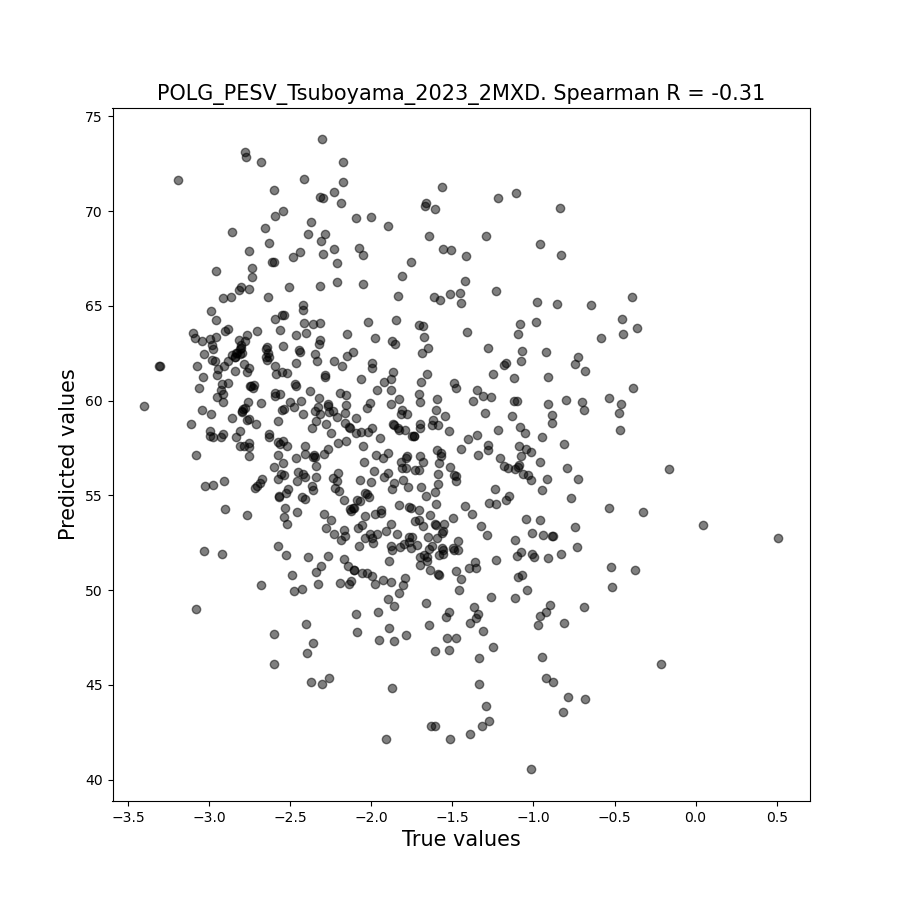 POLG_PESV_Tsuboyama_2023_2MXD. Spearman R = -0.31
75
70
65
60
55
50
45
40
Predicted values
−3.5 −3.0 −2.5 −2.0 −1.5 −1.0 −0.5 0.0 0.5
True values